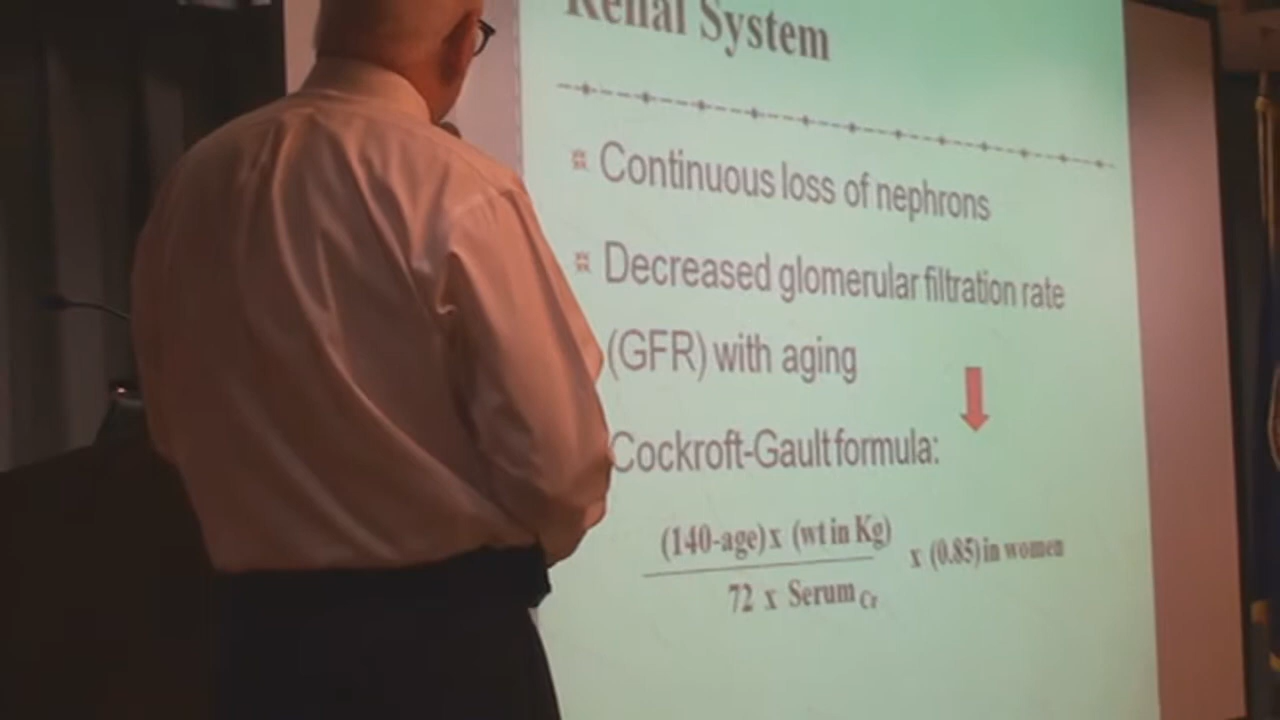 Renal System
Continuous loss of nephrons
Decreased glomerular filtration rate
(GFR) with aging
Cockroft-Gault formula:
(140-age) x (wt in Kg)
x (0.85) in women
72 x Serum Cr